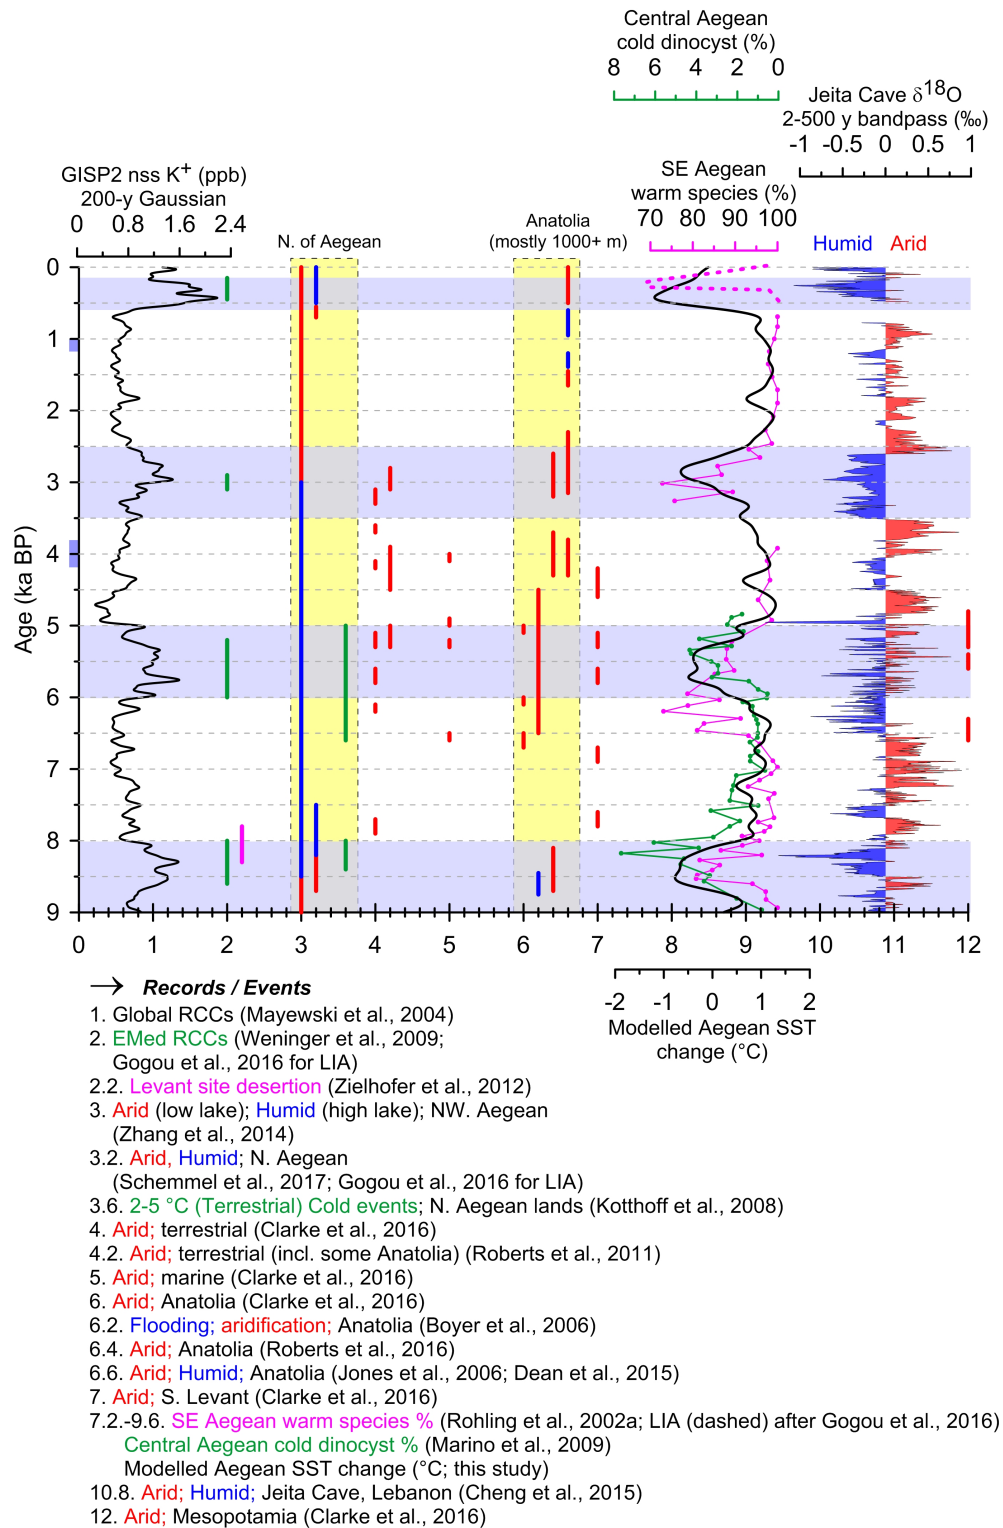 Central Aegean
cold dinocyst (%)
8 6 4 2 0
Jeita Cave δ18O
2-500 y bandpass (‰)
-1 -0.5 0 0.5 1
GISP2 nss K+ (ppb)
200-y Gaussian
0 0.8 1.6 2.4
SE Aegean
warm species (%)
70 80 90 100
N. of Aegean
Anatolia
(mostly 1000+ m)
Humid Arid
Age (ka BP)
0
1
2
3
4
5
6
7
8
9
0 1 2 3 4 5 6 7 8 9 10 11 12
-2 -1 0 1 2
Modelled Aegean SST
change (°C)
→ Records / Events
1. Global RCCs (Mayewski et al., 2004)
2. EMed RCCs (Weninger et al., 2009;
Gogou et al., 2016 for LIA)
2.2. Levant site desertion (Zielhofer et al., 2012)
3. Arid (low lake); Humid (high lake); NW. Aegean
(Zhang et al., 2014)
3.2. Arid, Humid; N. Aegean
(Schemmel et al., 2017; Gogou et al., 2016 for LIA)
3.6. 2-5 °C (Terrestrial) Cold events; N. Aegean lands (Kotthoff et al., 2008)
4. Arid; terrestrial (Clarke et al., 2016)
4.2. Arid; terrestrial (incl. some Anatolia) (Roberts et al., 2011)
5. Arid; marine (Clarke et al., 2016)
6. Arid; Anatolia (Clarke et al., 2016)
6.2. Flooding; aridification; Anatolia (Boyer et al., 2006)
6.4. Arid; Anatolia (Roberts et al., 2016)
6.6. Arid; Humid; Anatolia (Jones et al., 2006; Dean et al., 2015)
7. Arid; S. Levant (Clarke et al., 2016)
7.2.-9.6. SE Aegean warm species % (Rohling et al., 2002a; LIA (dashed) after Gogou et al., 2016)
Central Aegean cold dinocyst % (Marino et al., 2009)
Modelled Aegean SST change (°C; this study)
10.8. Arid; Humid; Jeita Cave, Lebanon (Cheng et al., 2015)
12. Arid; Mesopotamia (Clarke et al., 2016)